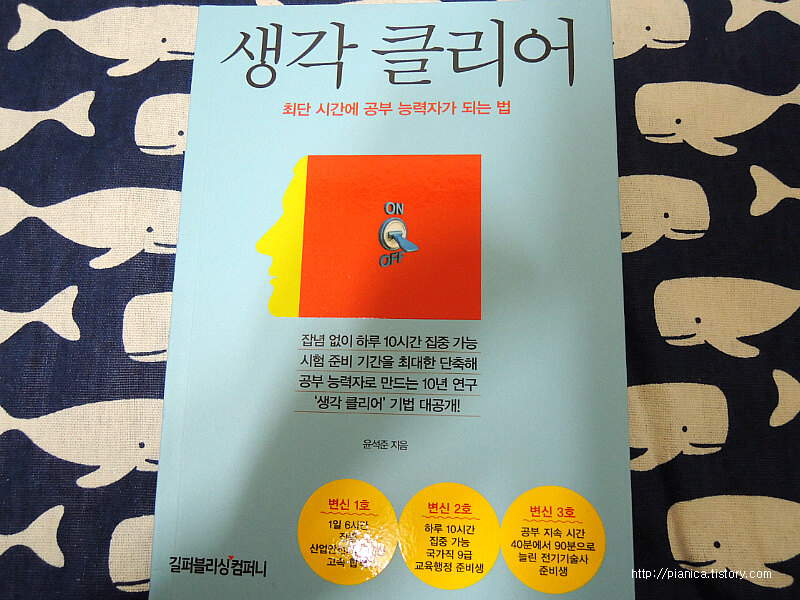 생각 클리어
최단 시간에 공부 능력자가 되는 법
ON
OFF
잡념 없이 하루 10시간 집중 가능
시험 준비 기간을 최대한 단축해
공부 능력자로 만드는 10년 연구
‘생각 클리어’ 기법 대공개!
윤석준 지음
변신 1호
1일 6시간
고속
변신 2호
하루 10시간
집중 가능
국가직 9급
교육행정 준비생
변신 3호
공부 지속 시간
40분에서 90분으로
늘린 전기기술사
준비생
길퍼블리싱컴퍼니
http://pianica.tistory.com